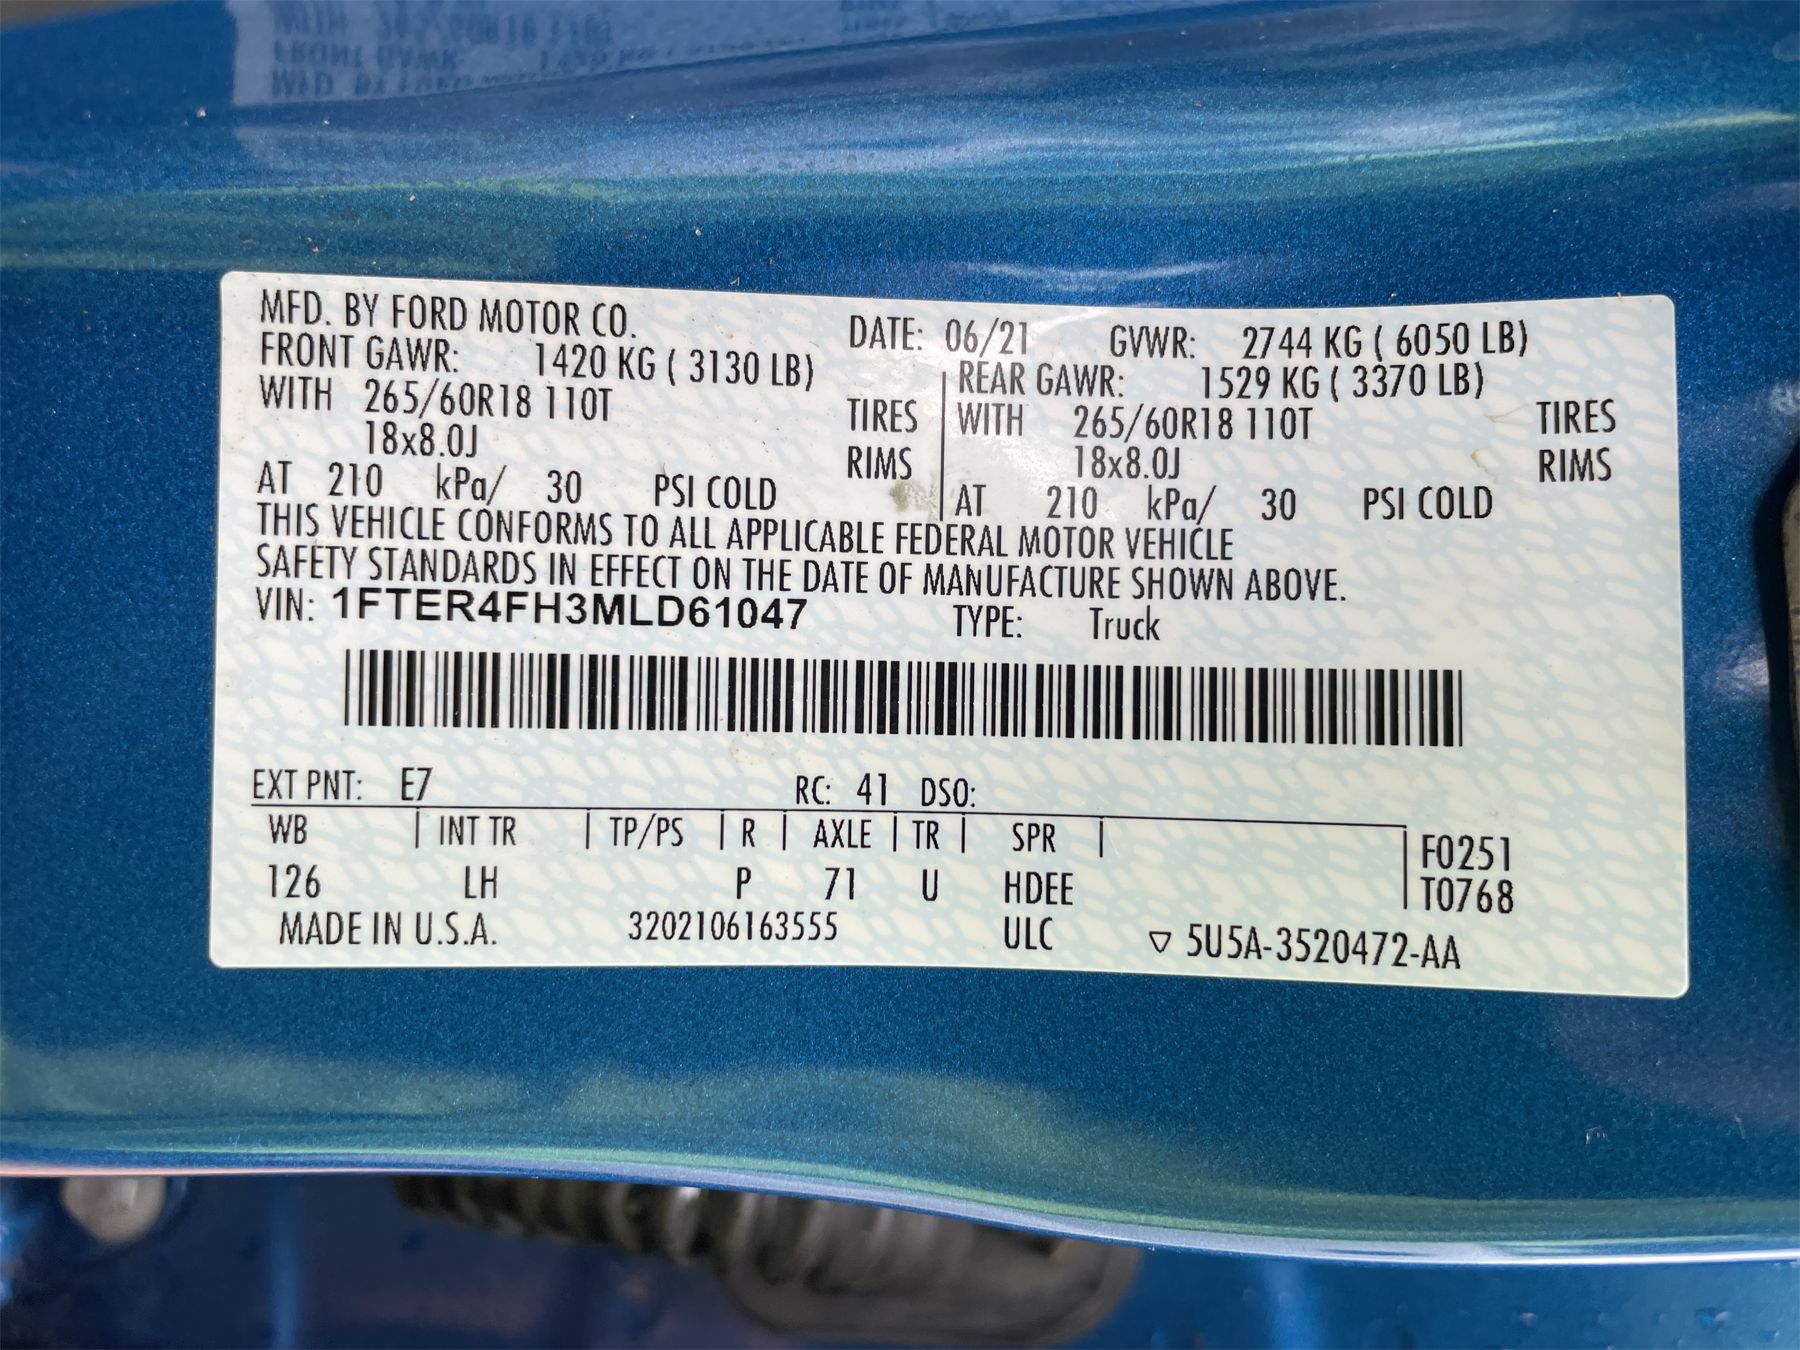 MFD. BY FORD MOTOR CO. DATE: 06/21 GVWR: 2744 KG ( 6050 LB)
FRONT GAWR: 1420 KG ( 3130 LB) REAR GAWR: 1529 KG ( 3370 LB)
WITH 265/60R18 110T TIRES WITH 265/60R18 110T TIRES
18x8.0J RIMS 18x8.0J RIMS
AT 210 kPa/ 30 PSI COLD AT 210 kPa/ 30 PSI COLD
THIS VEHICLE CONFORMS TO ALL APPLICABLE FEDERAL MOTOR VEHICLE
SAFETY STANDARDS IN EFFECT ON THE DATE OF MANUFACTURE SHOWN ABOVE.
VIN: 1FTER4FH3MLD61047 TYPE: Truck
EXT PNT: E7 RC: 41 DSO:
WB INT TR TP/PS R AXLE TR SPR F0251
126 LH P 71 U HDEE T0768
MADE IN U.S.A. 3202106163555 ULC ▽ 5U5A-3520472-AA